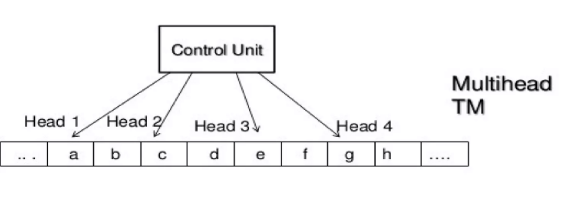 Control Unit
Multihead
TM
Head 1 Head 2 Head 3 Head 4
.. . a b c d e f g h ....